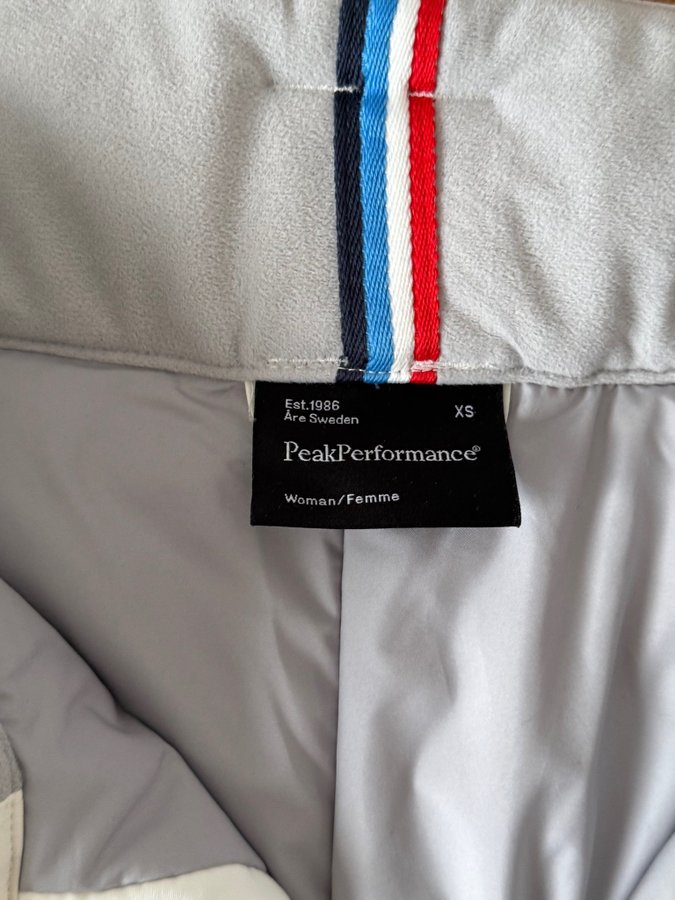 Est.1986
Åre Sweden
XS
PeakPerformance®
Woman/Femme